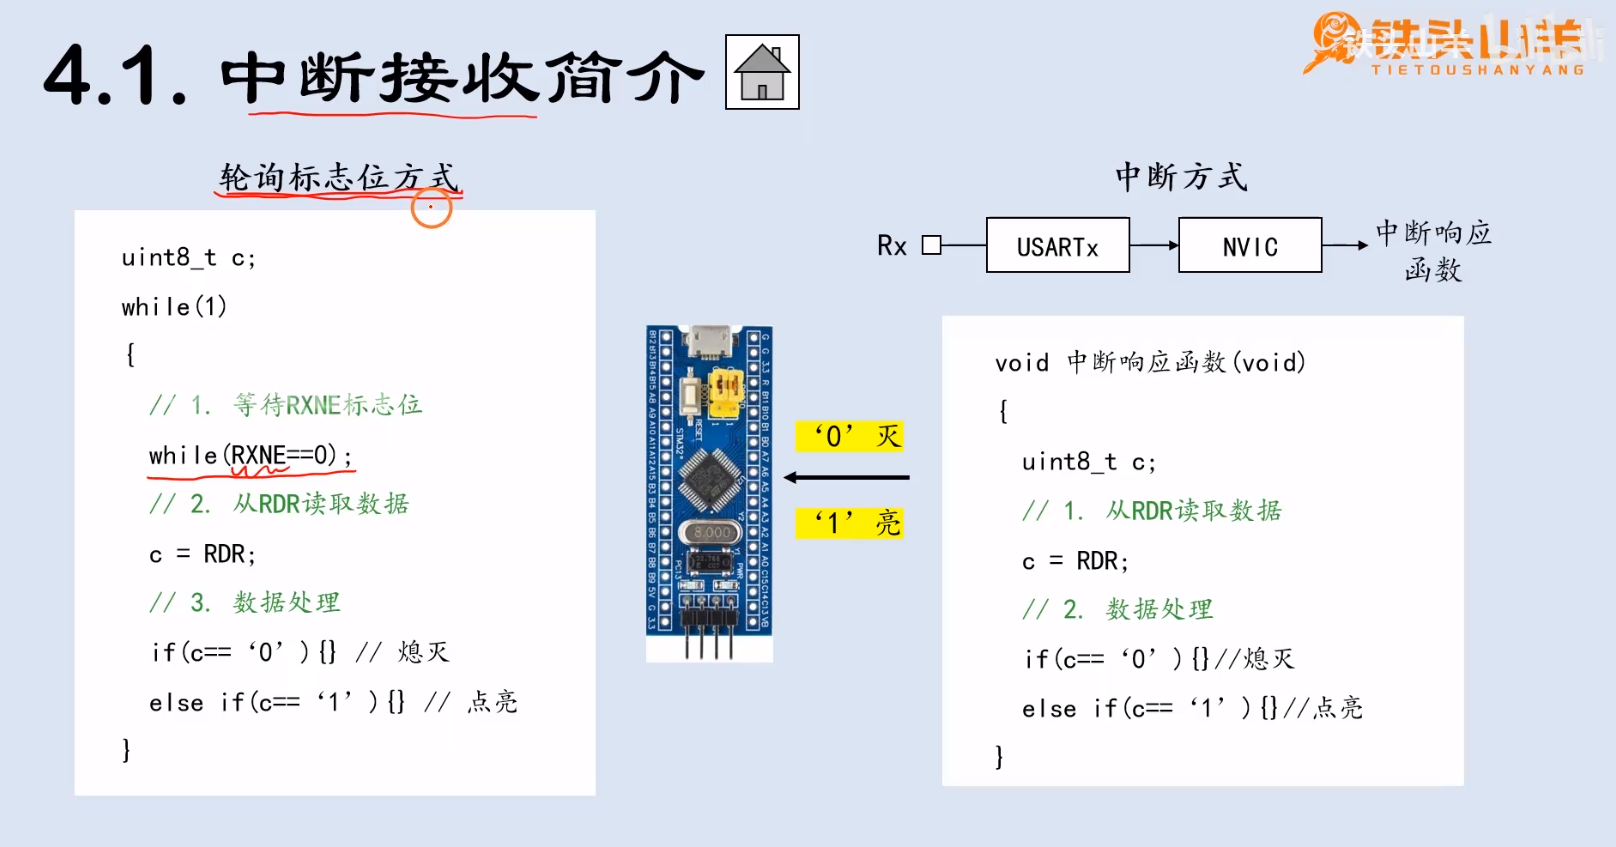 4.1. 中断接收简介
铁头山羊
TIETOUSHANYANG
轮询标志位方式
uint8_t c;
while(1)
{
// 1. 等待RXNE标志位
while(RXNE==0);
// 2. 从RDR读取数据
c = RDR;
// 3. 数据处理
if(c==‘0’){} // 熄灭
else if(c==‘1’){} // 点亮
}
‘0’ 灭
‘1’ 亮
8.000
中断方式
Rx
USARTx
NVIC
中断响应
函数
void 中断响应函数(void)
{
uint8_t c;
// 1. 从RDR读取数据
c = RDR;
// 2. 数据处理
if(c==‘0’){}//熄灭
else if(c==‘1’){}//点亮
}